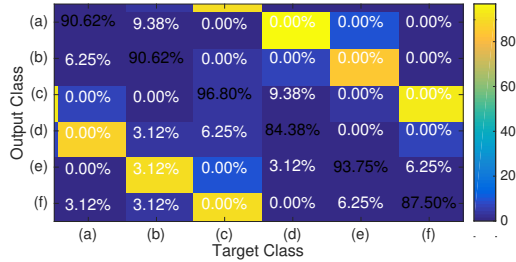 (a) 90.62% 9.38% 0.00% 0.00% 0.00% 0.00%
(b) 6.25% 90.62% 0.00% 0.00% 0.00% 0.00%
(c) 0.00% 0.00% 96.80% 9.38% 0.00% 0.00%
(d) 0.00% 3.12% 6.25% 84.38% 0.00% 0.00%
(e) 0.00% 3.12% 0.00% 3.12% 93.75% 6.25%
(f) 3.12% 3.12% 0.00% 0.00% 6.25% 87.50%
(a) (b) (c) (d) (e) (f)
Target Class
Output Class
80
60
40
20
0